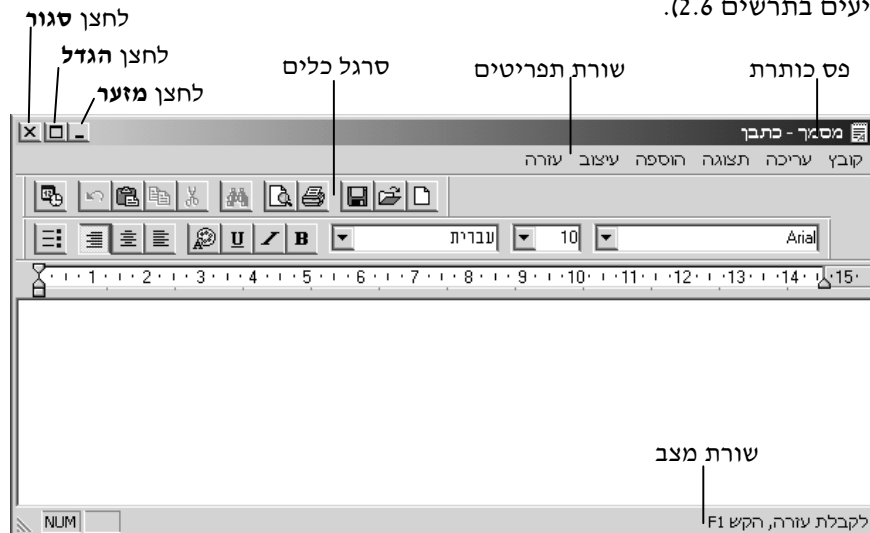 יעים בתרשים 2.6).
לחצן סגור
לחצן הגדל
לחצן מזער
סרגל כלים
שורת תפריטים
פס כותרת
מסמך - כתבן
קובץ עריכה תצוגה הוספה עיצוב עזרה
Arial 10 עברית B I U
1 2 3 4 5 6 7 8 9 10 11 12 13 14 15
שורת מצב
לקבלת עזרה, הקש F1 NUM